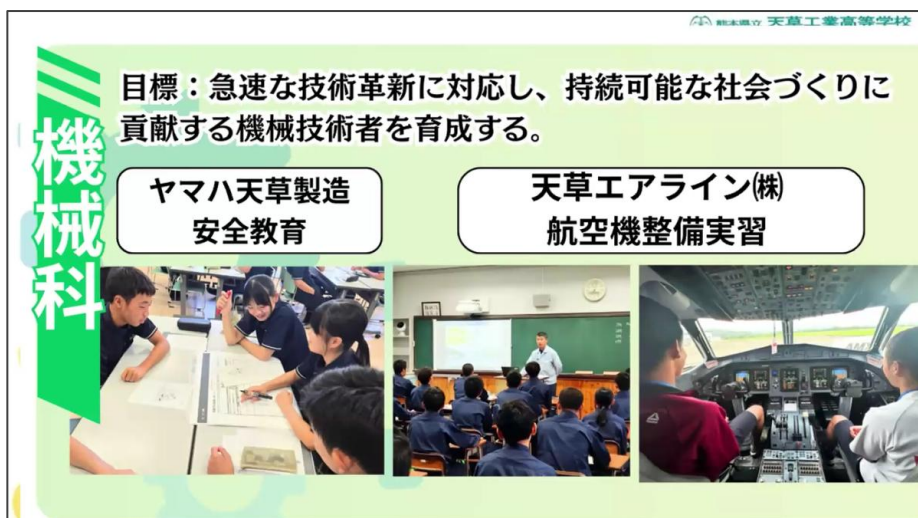 熊本県立 天草工業高等学校
機械科
目標：急速な技術革新に対応し、持続可能な社会づくりに
貢献する機械技術者を育成する。
ヤマハ天草製造
安全教育
天草エアライン㈱
航空機整備実習